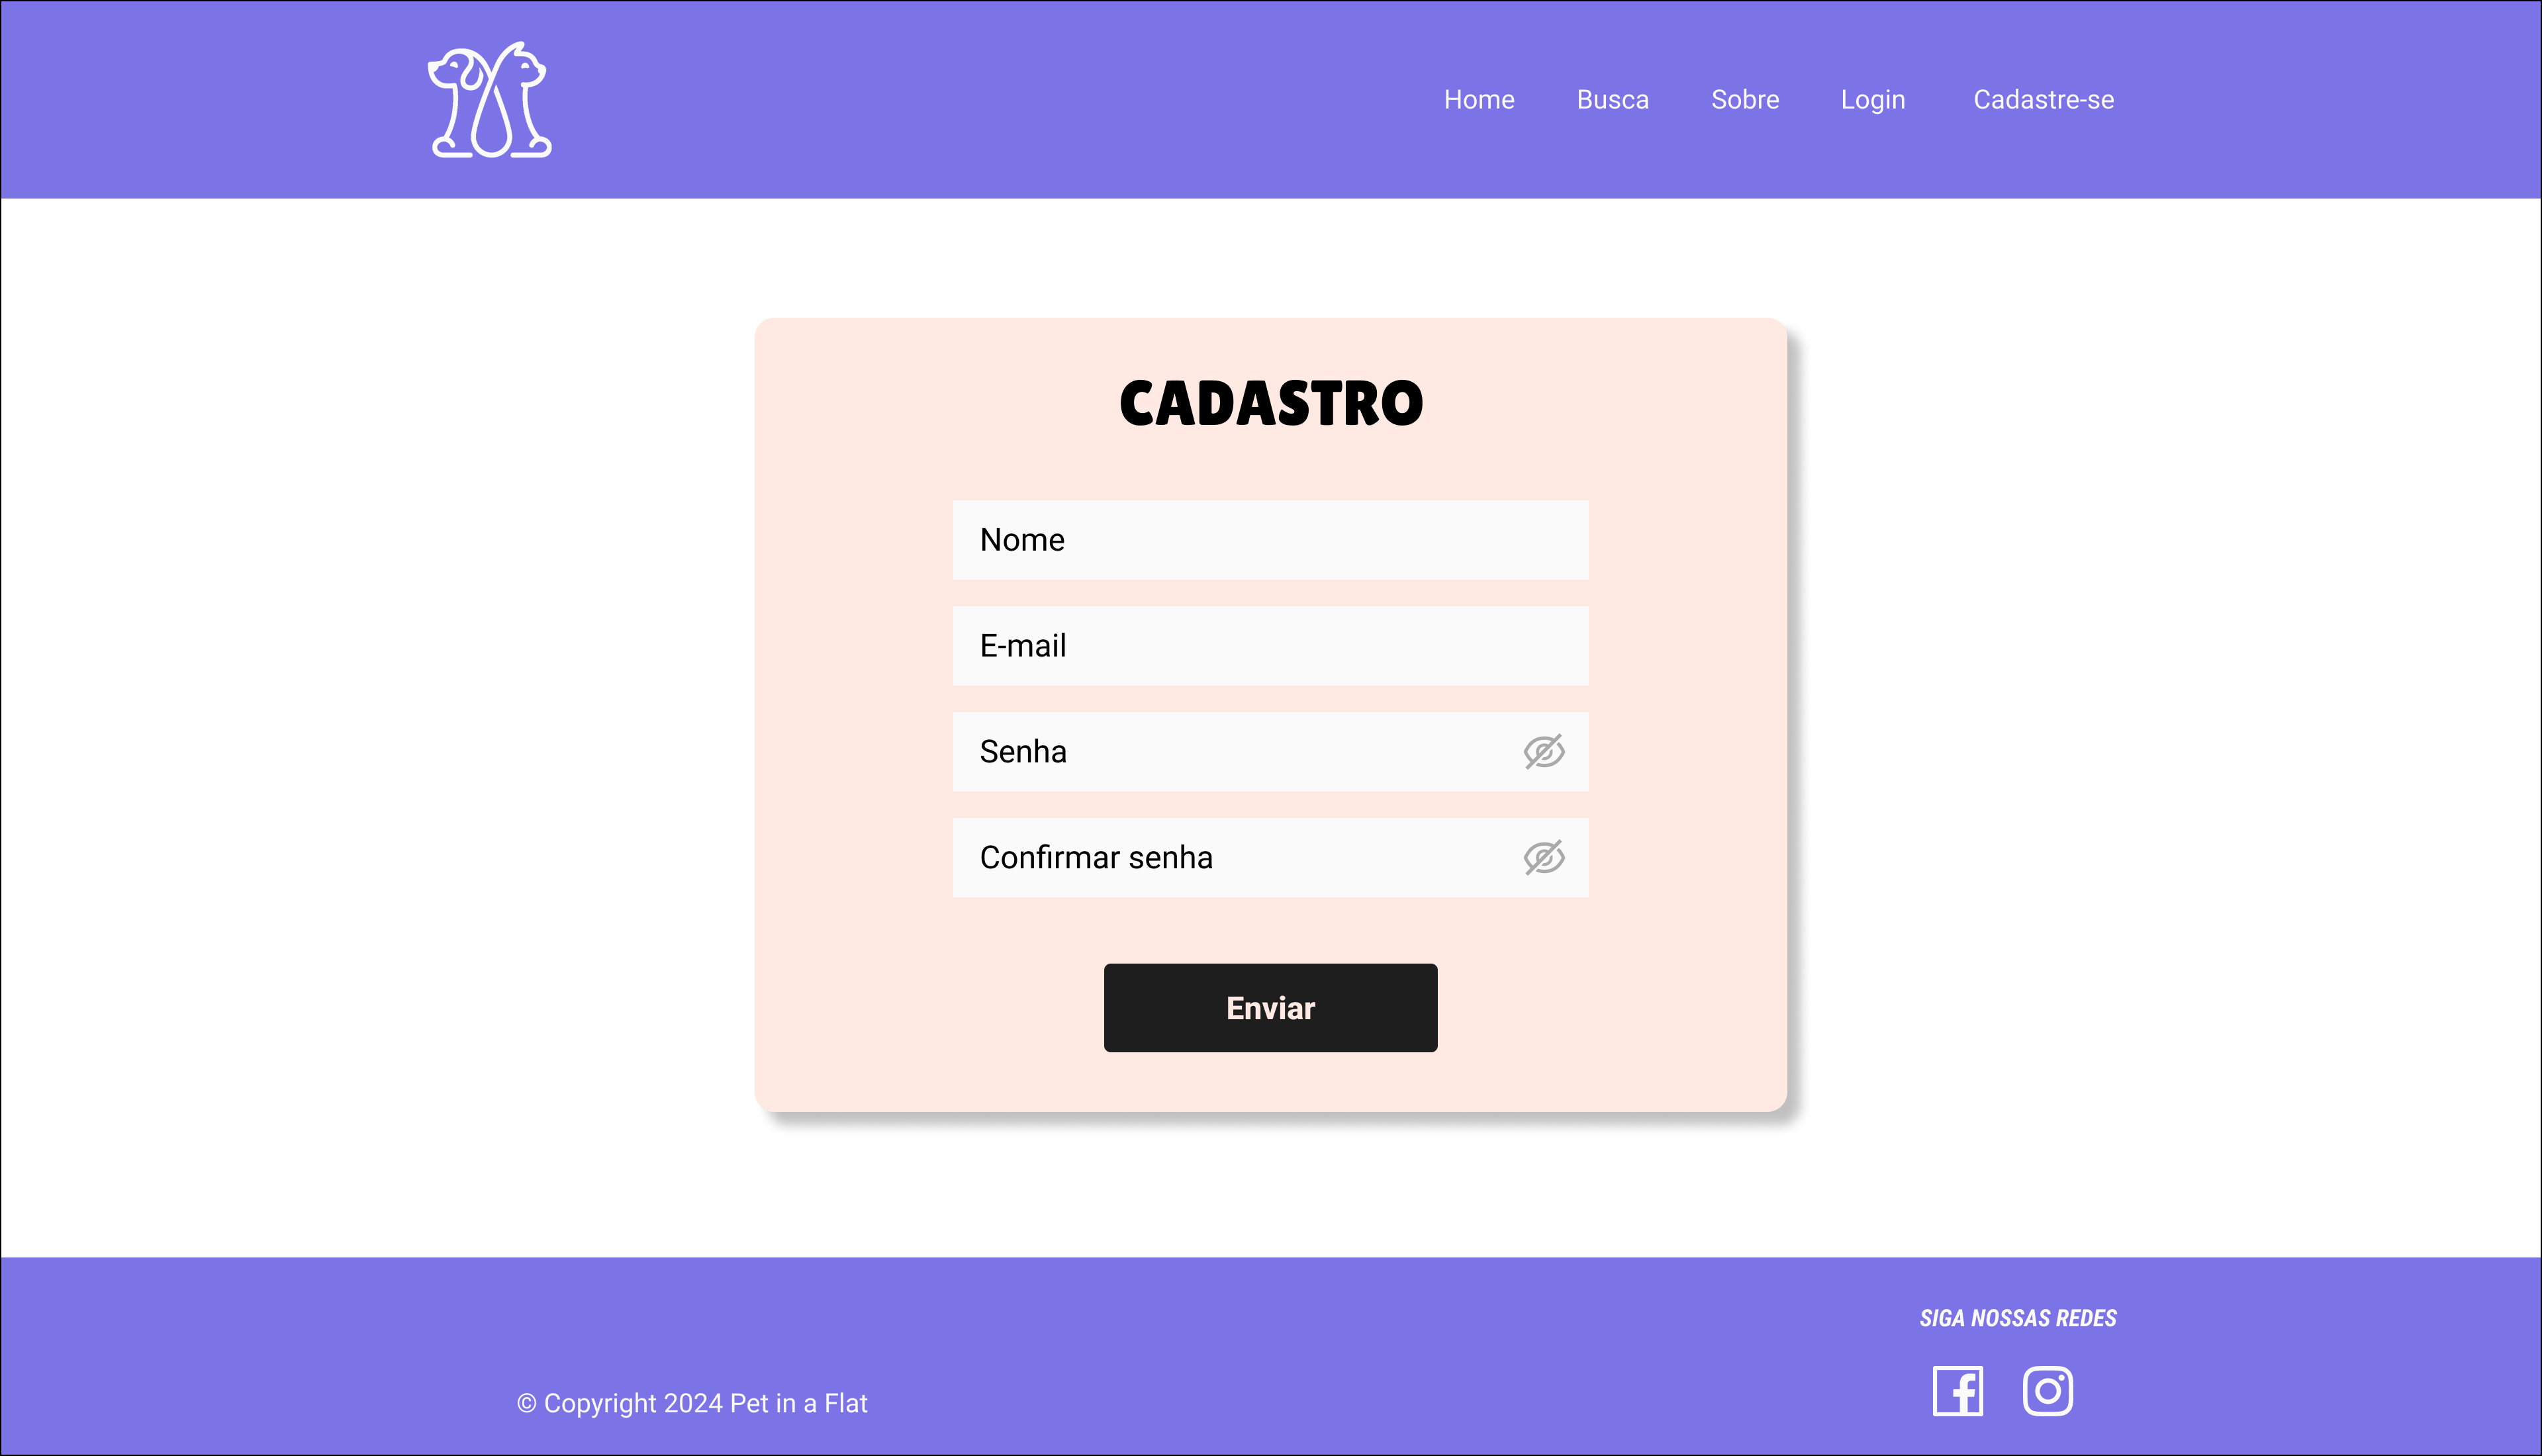 Home Busca Sobre Login Cadastre-se
CADASTRO
Nome
E-mail
Senha
Confirmar senha
Enviar
SIGA NOSSAS REDES
© Copyright 2024 Pet in a Flat